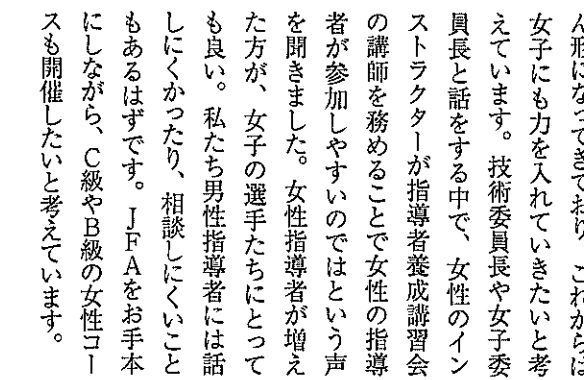 ん形になってきており、これからは
女子にも力を入れていきたいと考
えています。技術委員長や女子委
員長と話をする中で、女性のイン
ストラクターが指導者養成講習会
の講師を務めることで女性の指導
者が参加しやすいのではという声
を聞きました。女性指導者が増え
た方が、女子の選手たちにとって
も良い。私たち男性指導者には話
しにくかったり、相談しにくいこと
もあるはずです。JFAをお手本
にしながら、C級やB級の女性コー
スも開催したいと考えています。